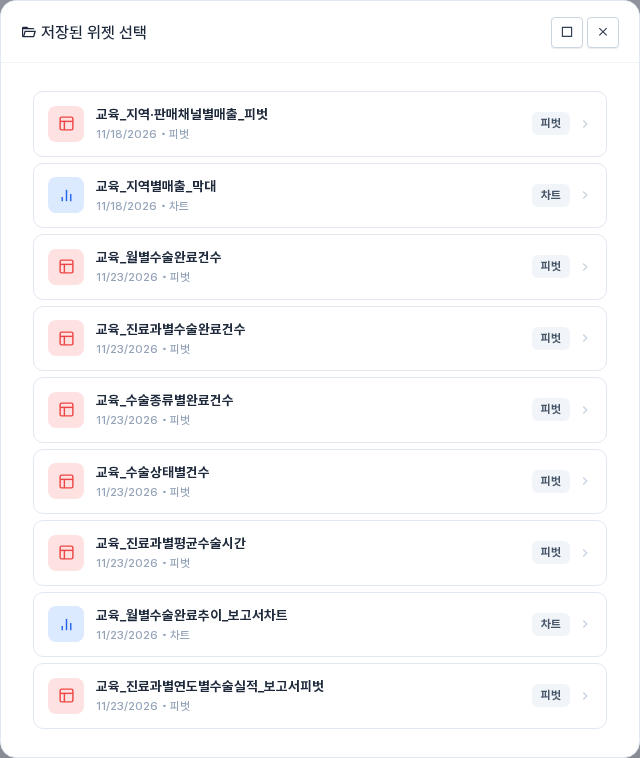 저장된 위젯 선택
교육_지역·판매채널별매출_피벗
11/18/2026 • 피벗
피벗
교육_지역별매출_막대
11/18/2026 • 차트
차트
교육_월별수술완료건수
11/23/2026 • 피벗
피벗
교육_진료과별수술완료건수
11/23/2026 • 피벗
피벗
교육_수술종류별완료건수
11/23/2026 • 피벗
피벗
교육_수술상태별건수
11/23/2026 • 피벗
피벗
교육_진료과별평균수술시간
11/23/2026 • 피벗
피벗
교육_월별수술완료추이_보고서차트
11/23/2026 • 차트
차트
교육_진료과별연도별수술실적_보고서피벗
11/23/2026 • 피벗
피벗